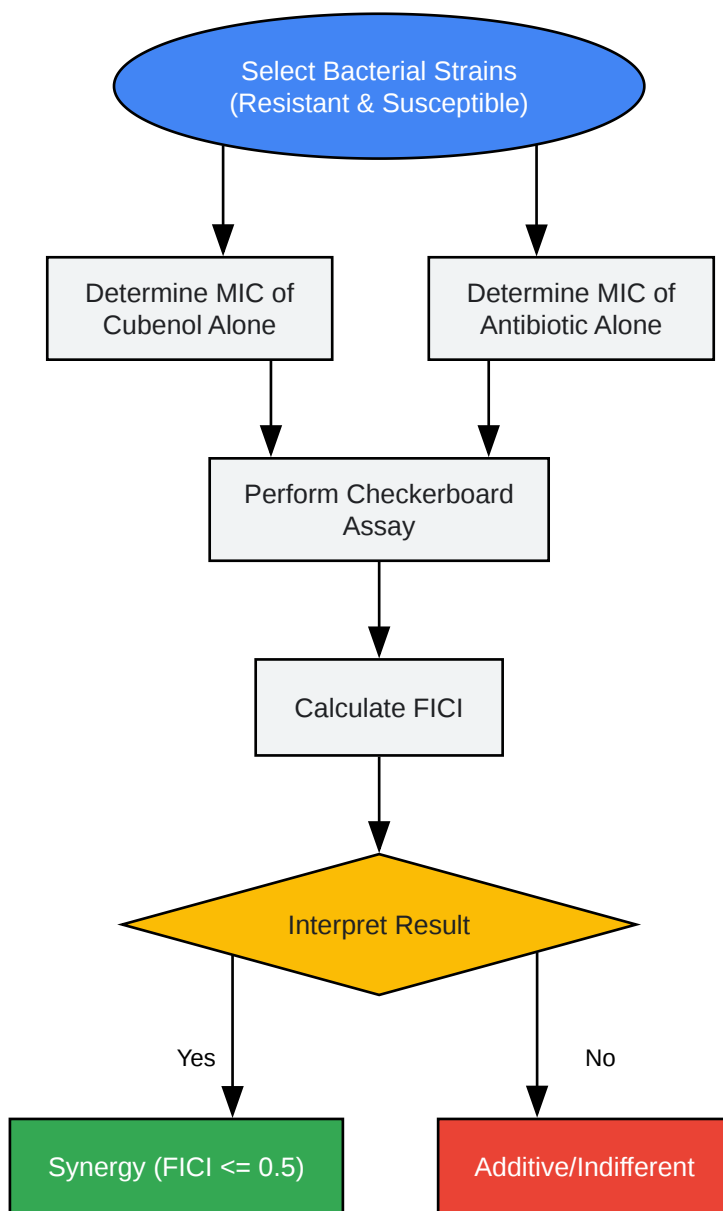 Select Bacterial Strains
(Resistant & Susceptible)
Determine MIC of
Cubenol Alone
Determine MIC of
Antibiotic Alone
Perform Checkerboard
Assay
Calculate FICI
Interpret Result
Yes
No
Synergy (FICI <= 0.5)
Additive/Indifferent